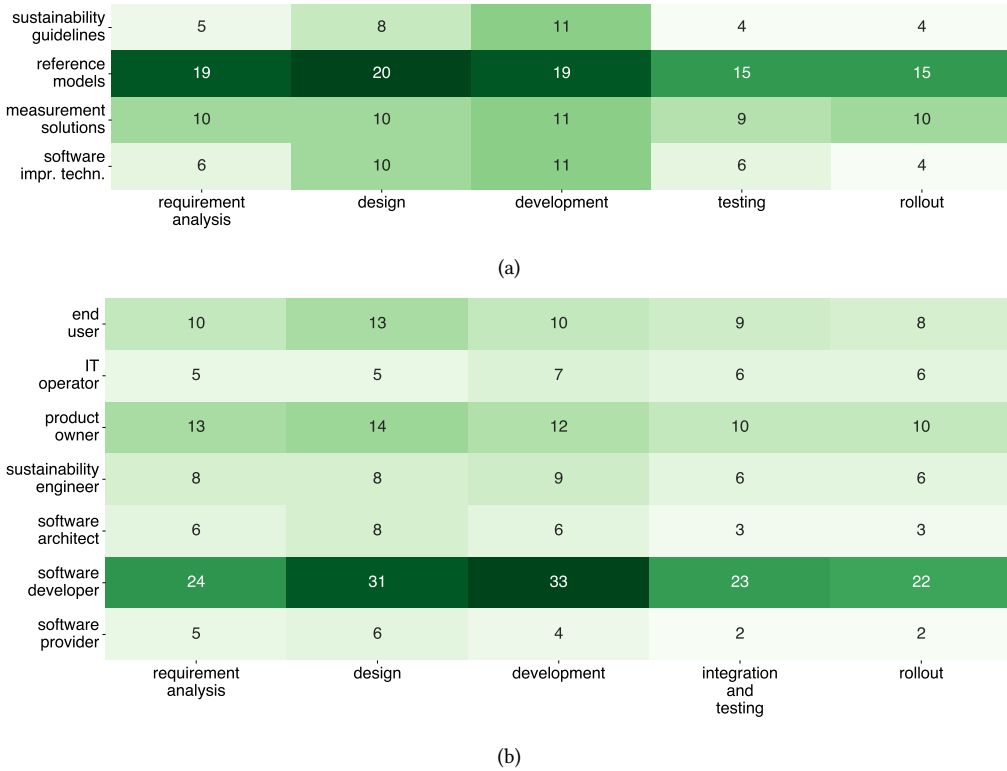 sustainability
guidelines
5 8 11 4 4
reference
models
19 20 19 15 15
measurement
solutions
10 10 11 9 10
software
impr. techn.
6 10 11 6 4
requirement
analysis
design
development
testing
rollout
(a)
end
user
10 13 10 9 8
IT
operator
5 5 7 6 6
product
owner
13 14 12 10 10
sustainability
engineer
8 8 9 6 6
software
architect
6 8 6 3 3
software
developer
24 31 33 23 22
software
provider
5 6 4 2 2
requirement
analysis
design
development
integration
and
testing
rollout
(b)